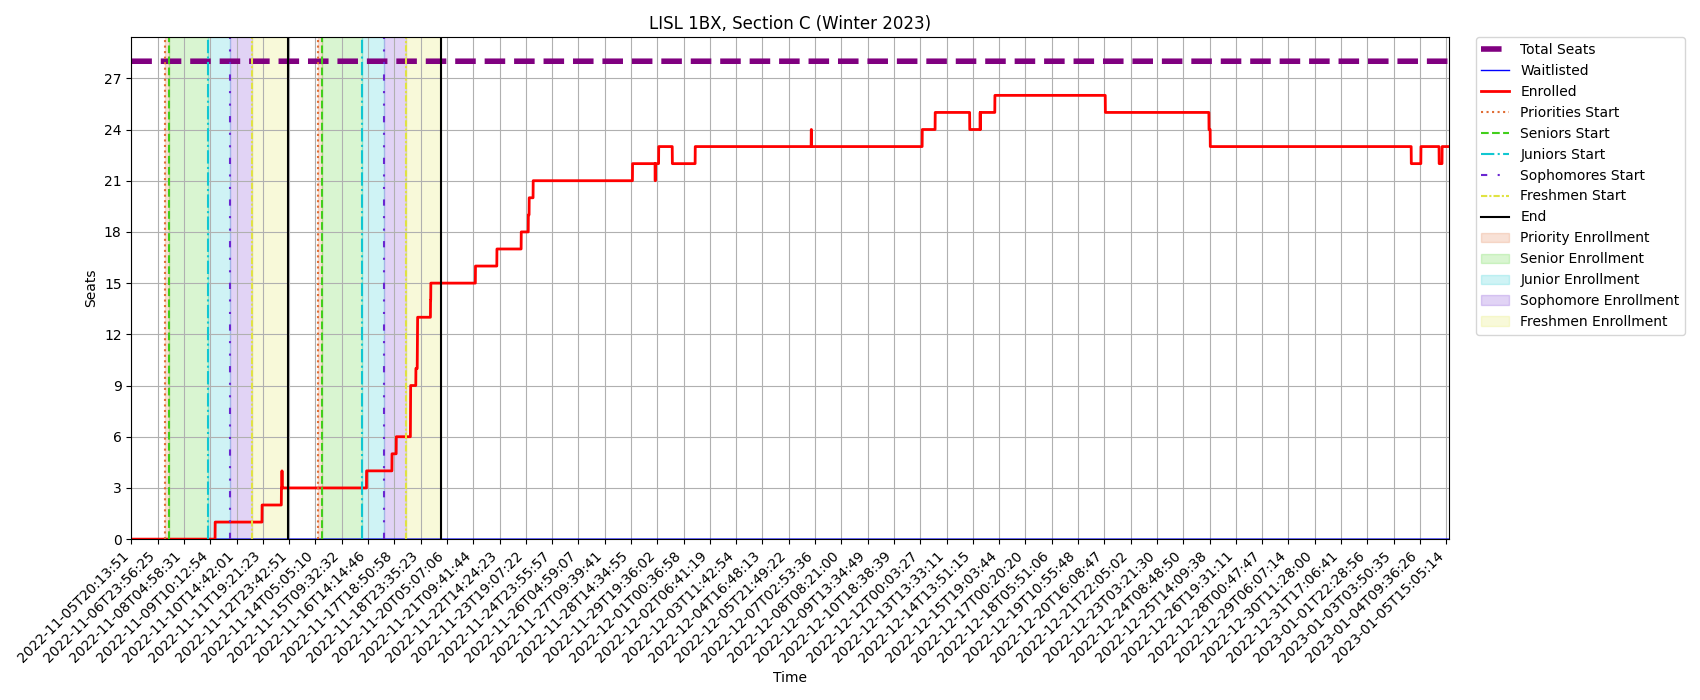 LISL 1BX, Section C (Winter 2023)
Seats
27
24
21
18
15
12
9
6
3
0
2022-11-05T20:13:51
2022-11-06T23:56:25
2022-11-08T04:58:31
2022-11-09T10:12:54
2022-11-10T14:42:01
2022-11-11T19:21:23
2022-11-12T23:42:51
2022-11-14T05:05:10
2022-11-15T09:32:32
2022-11-16T14:14:46
2022-11-17T18:50:58
2022-11-18T23:35:23
2022-11-20T05:07:06
2022-11-21T09:41:44
2022-11-22T14:24:23
2022-11-23T19:07:22
2022-11-24T23:55:57
2022-11-26T04:59:07
2022-11-27T09:39:41
2022-11-28T14:34:55
2022-11-29T19:36:02
2022-12-01T00:36:58
2022-12-02T06:41:19
2022-12-03T11:42:54
2022-12-04T16:48:13
2022-12-05T21:49:22
2022-12-07T02:53:36
2022-12-08T08:21:00
2022-12-09T13:34:49
2022-12-10T18:38:39
2022-12-12T00:03:27
2022-12-13T13:33:11
2022-12-14T13:51:15
2022-12-15T19:03:44
2022-12-17T00:20:20
2022-12-18T05:51:06
2022-12-19T10:55:48
2022-12-20T16:08:47
2022-12-21T22:05:02
2022-12-23T03:21:30
2022-12-24T08:48:50
2022-12-25T14:09:38
2022-12-26T19:31:11
2022-12-28T00:47:47
2022-12-29T06:07:14
2022-12-30T11:28:00
2022-12-31T17:06:41
2023-01-01T22:28:56
2023-01-03T03:50:35
2023-01-04T09:36:26
2023-01-05T15:05:14
Time
Total Seats
Waitlisted
Enrolled
Priorities Start
Seniors Start
Juniors Start
Sophomores Start
Freshmen Start
End
Priority Enrollment
Senior Enrollment
Junior Enrollment
Sophomore Enrollment
Freshmen Enrollment